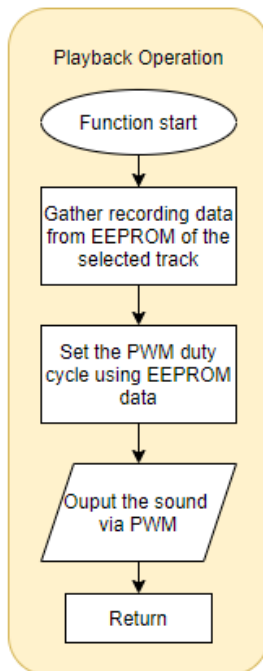 Playback Operation
Function start
Gather recording data
from EEPROM of the
selected track
Set the PWM duty
cycle using EEPROM
data
Ouput the sound
via PWM
Return